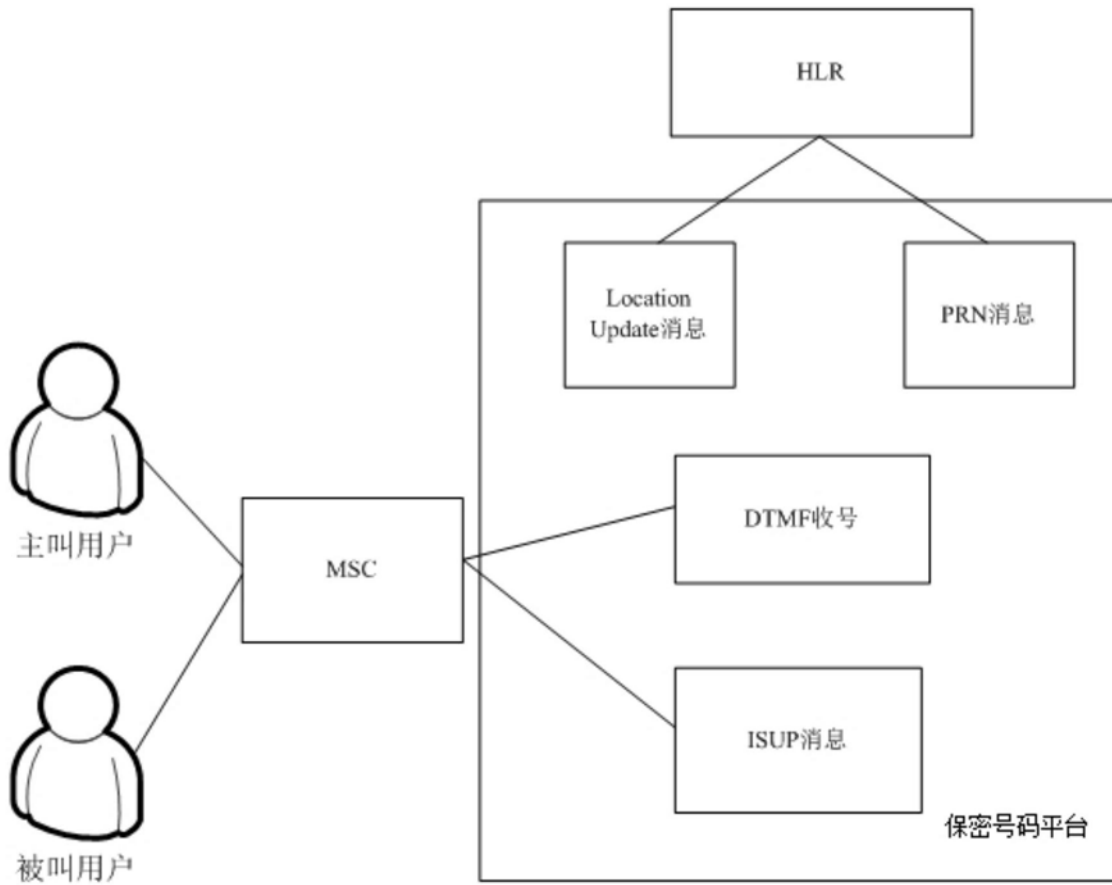 HLR
Location
Update消息
PRN消息
主叫用户
MSC
DTMF收号
ISUP消息
保密号码平台
被叫用户